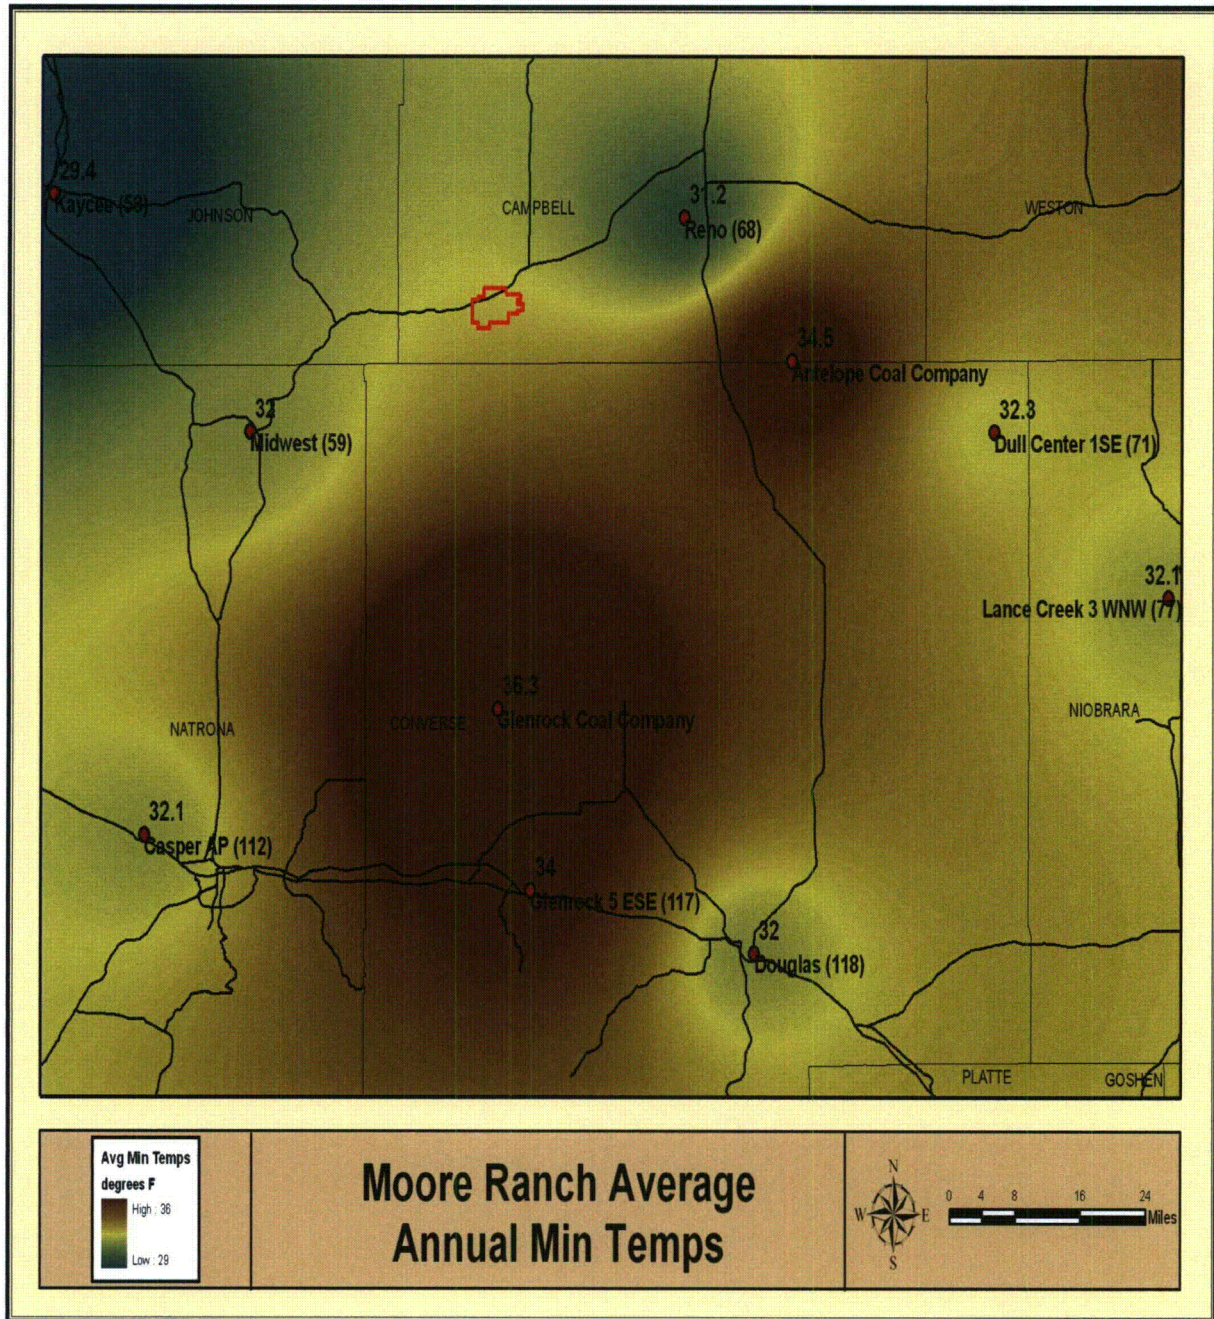 29.4
Kaycee (58)
JOHNSON
CAMPBELL
31.2
Reno (68)
WESTON
34.5
Antelope Coal Company
32
Midwest (59)
32.3
Dull Center 1SE (71)
32.1
Lance Creek 3 WNW (77)
36.3
Glenrock Coal Company
NATRONA
CONVERSE
NIOBRARA
32.1
Casper AP (112)
34
Glenrock 5 ESE (117)
32
Douglas (118)
PLATTE
GOSHEN
Avg Min Temps
degrees F
High : 36
Low : 29
Moore Ranch Average
Annual Min Temps
N
W
E
S
0 4 8 16 24
Miles